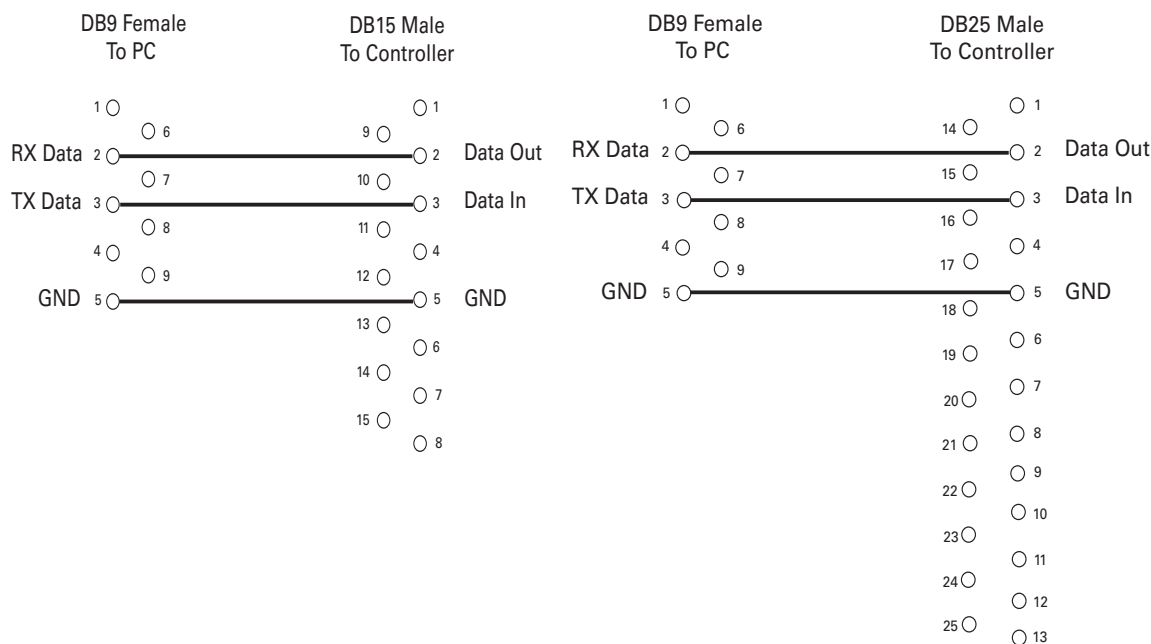 DB9 Female
To PC
DB15 Male
To Controller
1
1
6
9
RX Data 2
2 Data Out
7
10
TX Data 3
3 Data In
8
11
4
4
9
12
GND 5
5 GND
13
6
14
7
15
8
DB9 Female
To PC
DB25 Male
To Controller
1
1
6
14
RX Data 2
2 Data Out
7
15
TX Data 3
3 Data In
8
16
4
4
9
17
GND 5
5 GND
18
6
19
7
20
8
21
9
22
10
23
11
24
12
25
13